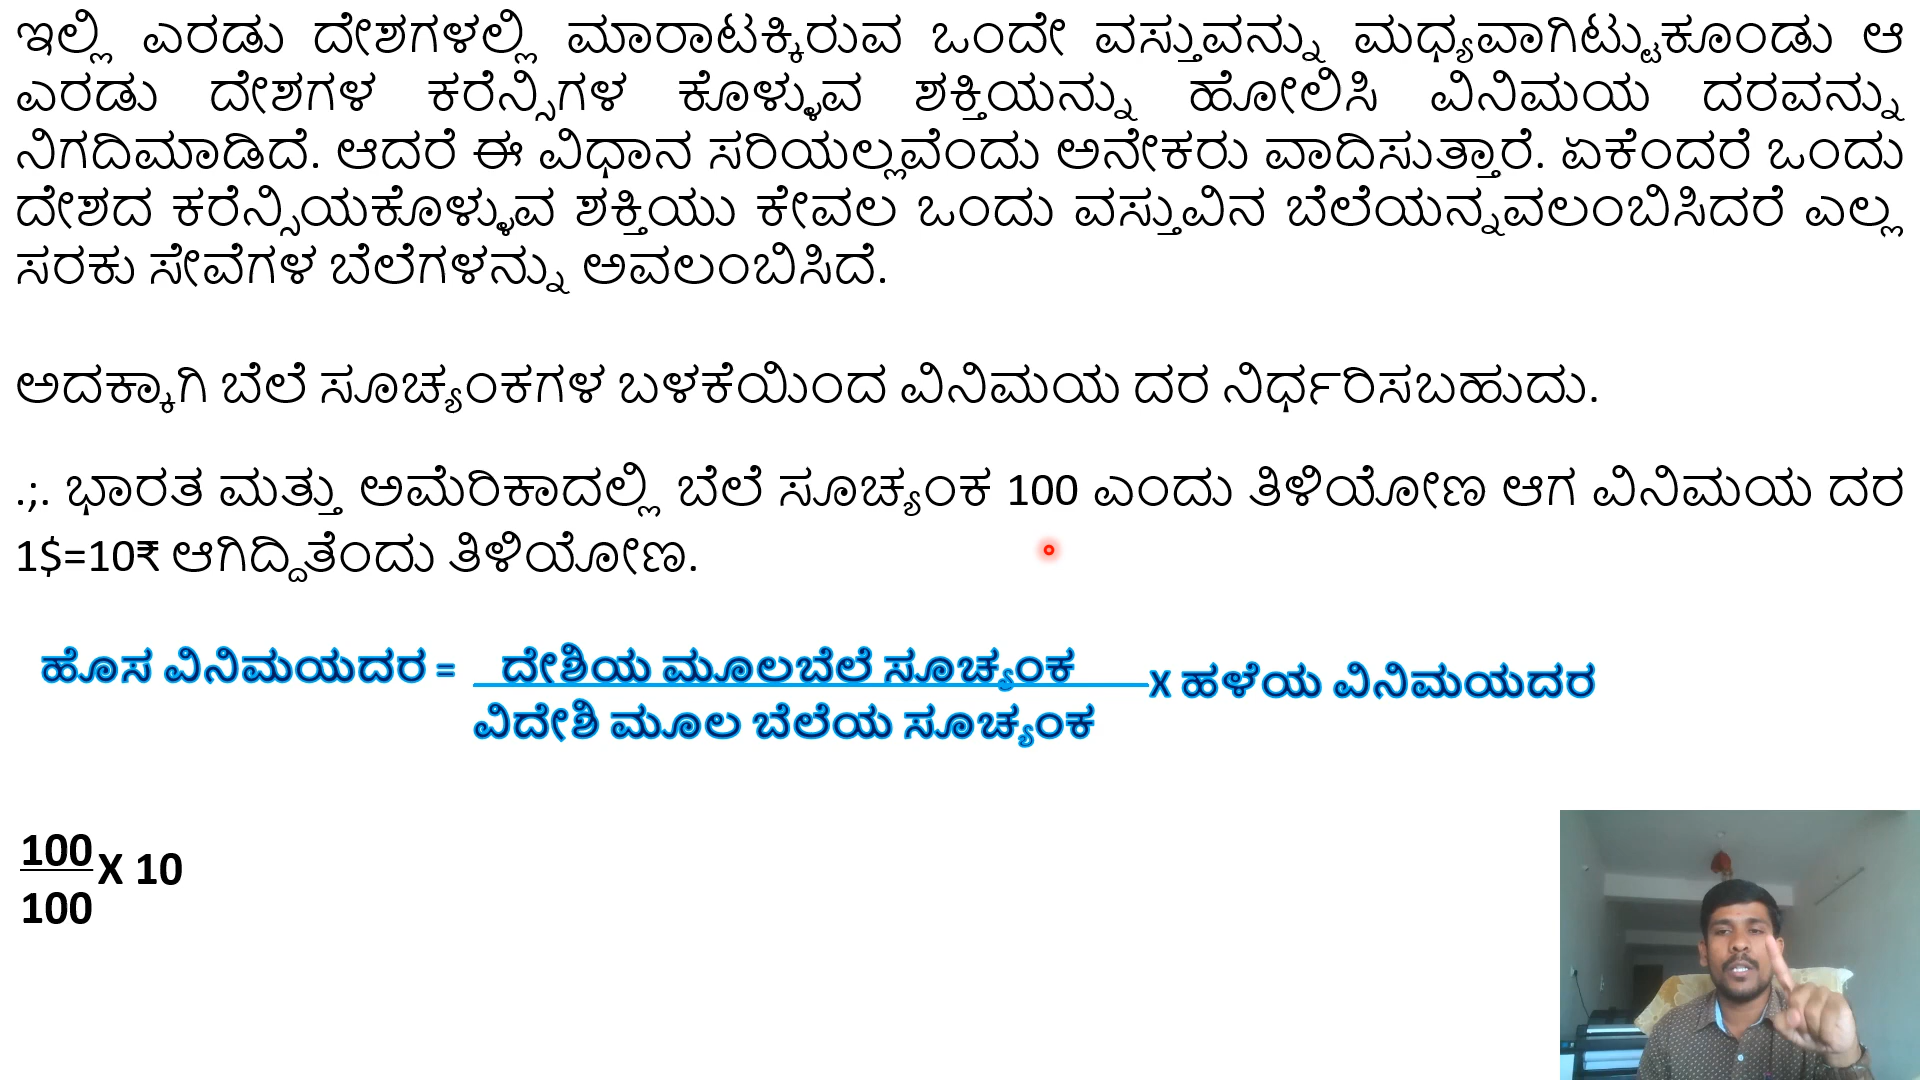 ಇಲ್ಲಿ ಎರಡು ದೇಶಗಳಲ್ಲಿ ಮಾರಾಟಕ್ಕಿರುವ ಒಂದೇ ವಸ್ತುವನ್ನು ಮಧ್ಯವಾಗಿಟ್ಟುಕೂಂಡು ಆ
ಎರಡು ದೇಶಗಳ ಕರೆನ್ಸಿಗಳ ಕೊಳ್ಳುವ ಶಕ್ತಿಯನ್ನು ಹೋಲಿಸಿ ವಿನಿಮಯ ದರವನ್ನು
ನಿಗದಿಮಾಡಿದೆ. ಆದರೆ ಈ ವಿಧಾನ ಸರಿಯಲ್ಲವೆಂದು ಅನೇಕರು ವಾದಿಸುತ್ತಾರೆ. ಏಕೆಂದರೆ ಒಂದು
ದೇಶದ ಕರೆನ್ಸಿಯಕೊಳ್ಳುವ ಶಕ್ತಿಯು ಕೇವಲ ಒಂದು ವಸ್ತುವಿನ ಬೆಲೆಯನ್ನವಲಂಬಿಸಿದರೆ ಎಲ್ಲ
ಸರಕು ಸೇವೆಗಳ ಬೆಲೆಗಳನ್ನು ಅವಲಂಬಿಸಿದೆ.
ಅದಕ್ಕಾಗಿ ಬೆಲೆ ಸೂಚ್ಯಂಕಗಳ ಬಳಕೆಯಿಂದ ವಿನಿಮಯ ದರ ನಿರ್ಧರಿಸಬಹುದು.
.;. ಭಾರತ ಮತ್ತು ಅಮೆರಿಕಾದಲ್ಲಿ ಬೆಲೆ ಸೂಚ್ಯಂಕ 100 ಎಂದು ತಿಳಿಯೋಣ ಆಗ ವಿನಿಮಯ ದರ
1$=10₹ ಆಗಿದ್ದಿತೆಂದು ತಿಳಿಯೋಣ.
ಹೊಸ ವಿನಿಮಯದರ = ದೇಶಿಯ ಮೂಲಬೆಲೆ ಸೂಚ್ಯಂಕ X ಹಳೆಯ ವಿನಿಮಯದರ
ವಿದೇಶಿ ಮೂಲ ಬೆಲೆಯ ಸೂಚ್ಯಂಕ
100 X 10
100